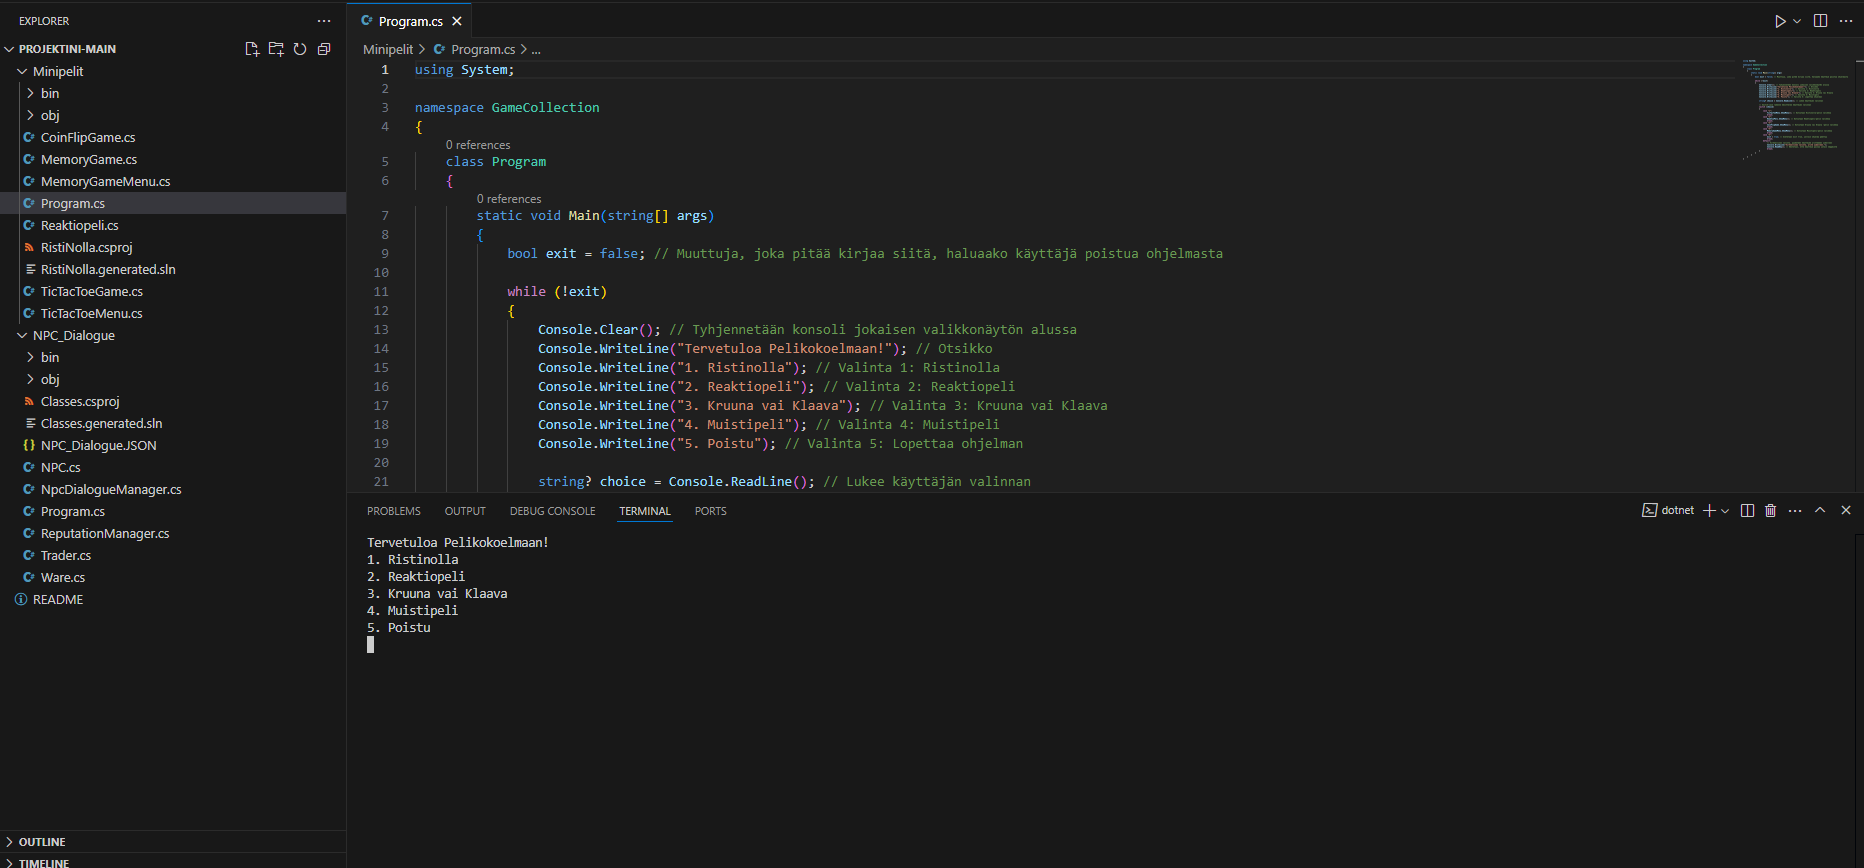 EXPLORER
PROJEKTINI-MAIN
Minipelit
bin
obj
CoinFlipGame.cs
MemoryGame.cs
MemoryGameMenu.cs
Program.cs
Reaktiopeli.cs
RistiNolla.csproj
RistiNolla.generated.sln
TicTacToeGame.cs
TicTacToeMenu.cs
NPC_Dialogue
bin
obj
Classes.csproj
Classes.generated.sln
NPC_Dialogue.JSON
NPC.cs
NpcDialogueManager.cs
Program.cs
ReputationManager.cs
Trader.cs
Ware.cs
README
OUTLINE
TIMELINE
Program.cs
Minipelit > Program.cs > ...
1 using System;
2
3 namespace GameCollection
4 {
0 references
5 class Program
6 {
0 references
7 static void Main(string[] args)
8 {
9 bool exit = false; // Muuttuja, joka pitää kirjaa siitä, haluaako käyttäjä poistua ohjelmasta
10
11 while (!exit)
12 {
13 Console.Clear(); // Tyhjennetään konsoli jokaisen valikkonäytön alussa
14 Console.WriteLine("Tervetuloa Pelikokoelmaan!"); // Otsikko
15 Console.WriteLine("1. Ristinolla"); // Valinta 1: Ristinolla
16 Console.WriteLine("2. Reaktiopeli"); // Valinta 2: Reaktiopeli
17 Console.WriteLine("3. Kruuna vai Klaava"); // Valinta 3: Kruuna vai Klaava
18 Console.WriteLine("4. Muistipeli"); // Valinta 4: Muistipeli
19 Console.WriteLine("5. Poistu"); // Valinta 5: Lopettaa ohjelman
20
21 string? choice = Console.ReadLine(); // Lukee käyttäjän valinnan
PROBLEMS OUTPUT DEBUG CONSOLE TERMINAL PORTS
dotnet
Tervetuloa Pelikokoelmaan!
1. Ristinolla
2. Reaktiopeli
3. Kruuna vai Klaava
4. Muistipeli
5. Poistu